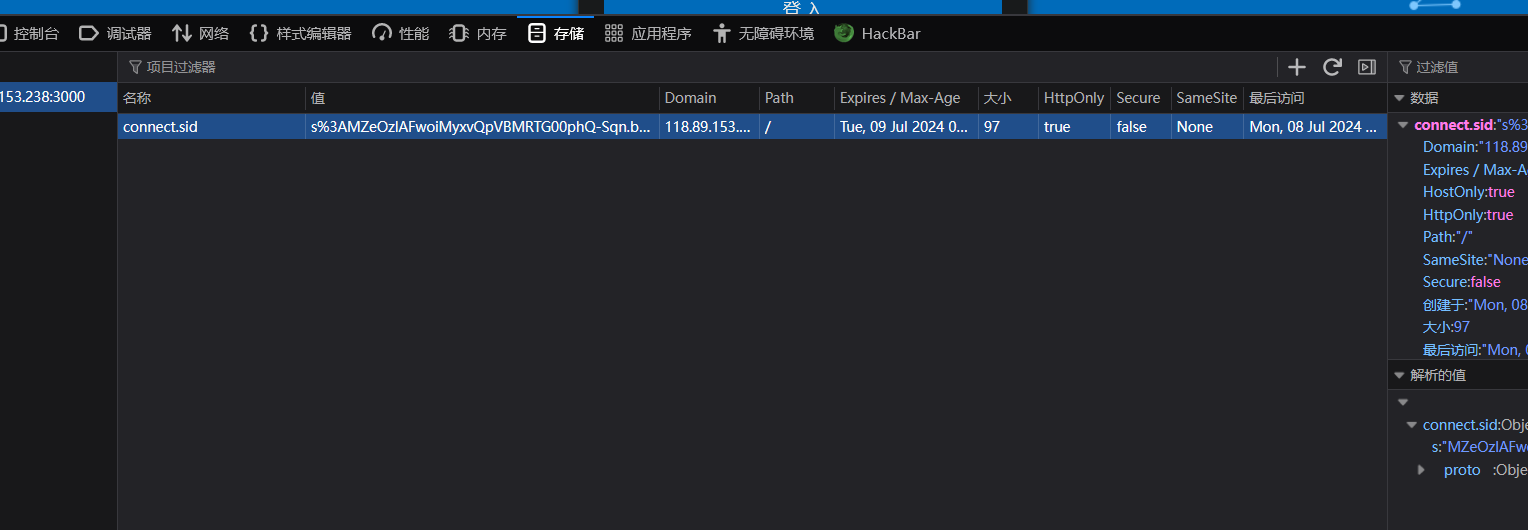 登 入
控制台 调试器 网络 样式编辑器 性能 内存 存储 应用程序 无障碍环境 HackBar
项目过滤器 过滤值
153.238:3000
名称 值 Domain Path Expires / Max-Age 大小 HttpOnly Secure SameSite 最后访问
connect.sid s%3AMZeOzlAFwoiMyxvQpVBMRTG00phQ-Sqn.b... 118.89.153.... / Tue, 09 Jul 2024 0... 97 true false None Mon, 08 Jul 2024 ...
数据
connect.sid:"s%3
Domain:"118.89
Expires / Max-A
HostOnly:true
HttpOnly:true
Path:"/"
SameSite:"None
Secure:false
创建于:"Mon, 08
大小:97
最后访问:"Mon, 0
解析的值
connect.sid:Obje
s:"MZeOzlAFw
proto :Obje